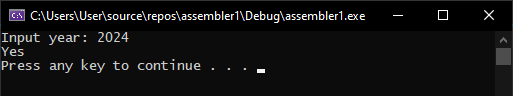 C:\Users\User\source\repos\assembler1\Debug\assembler1.exe
Input year: 2024
Yes
Press any key to continue . . .